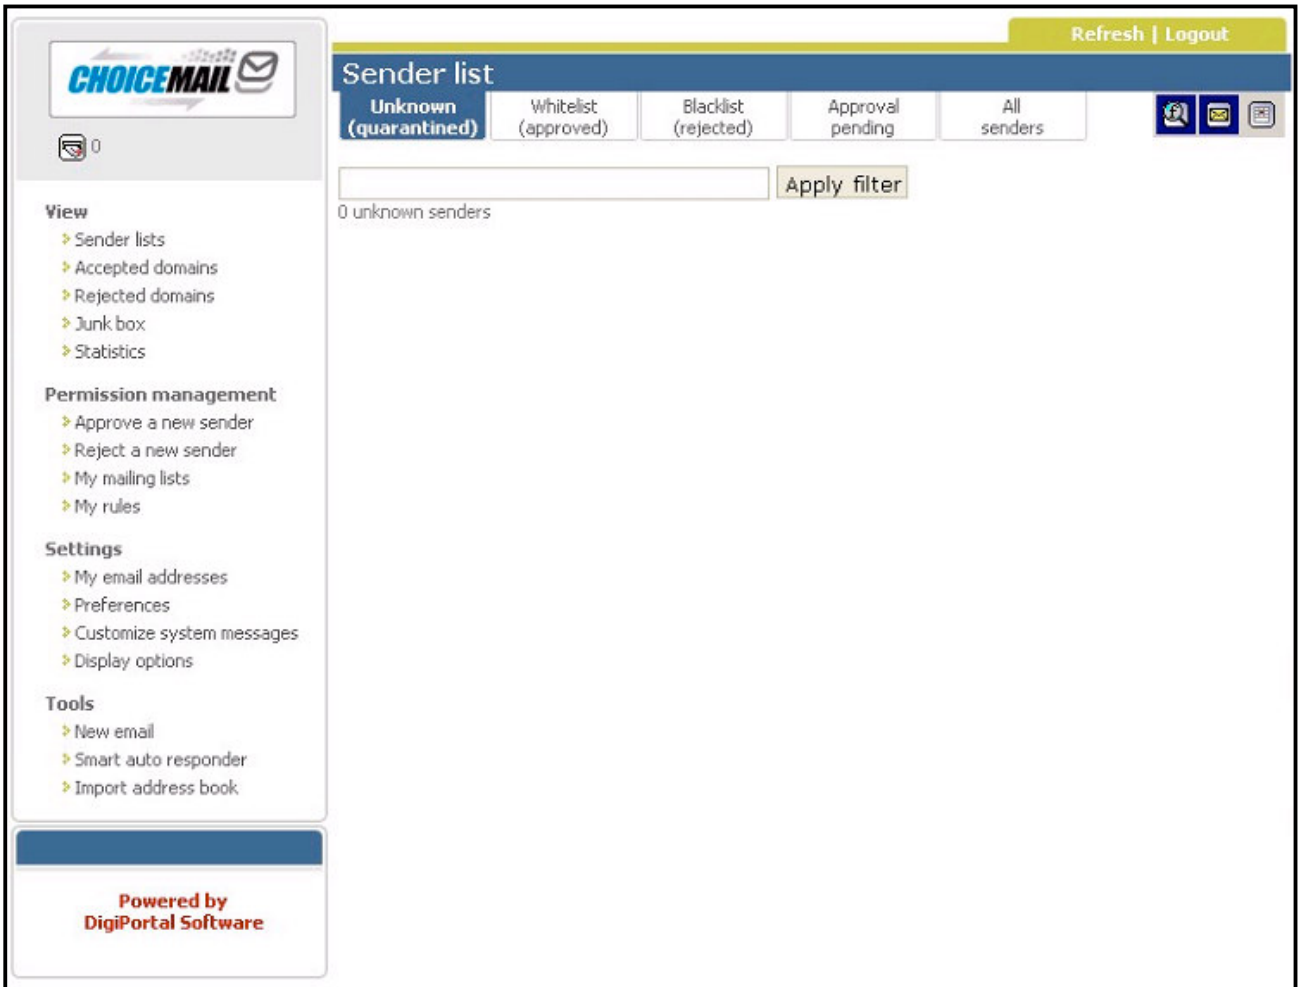 CHOICEMAIL
0
Refresh | Logout
Sender list
Unknown (quarantined)
Whitelist (approved)
Blacklist (rejected)
Approval pending
All senders
Apply filter
0 unknown senders
View
Sender lists
Accepted domains
Rejected domains
Junk box
Statistics
Permission management
Approve a new sender
Reject a new sender
My mailing lists
My rules
Settings
My email addresses
Preferences
Customize system messages
Display options
Tools
New email
Smart auto responder
Import address book
Powered by
DigiPortal Software